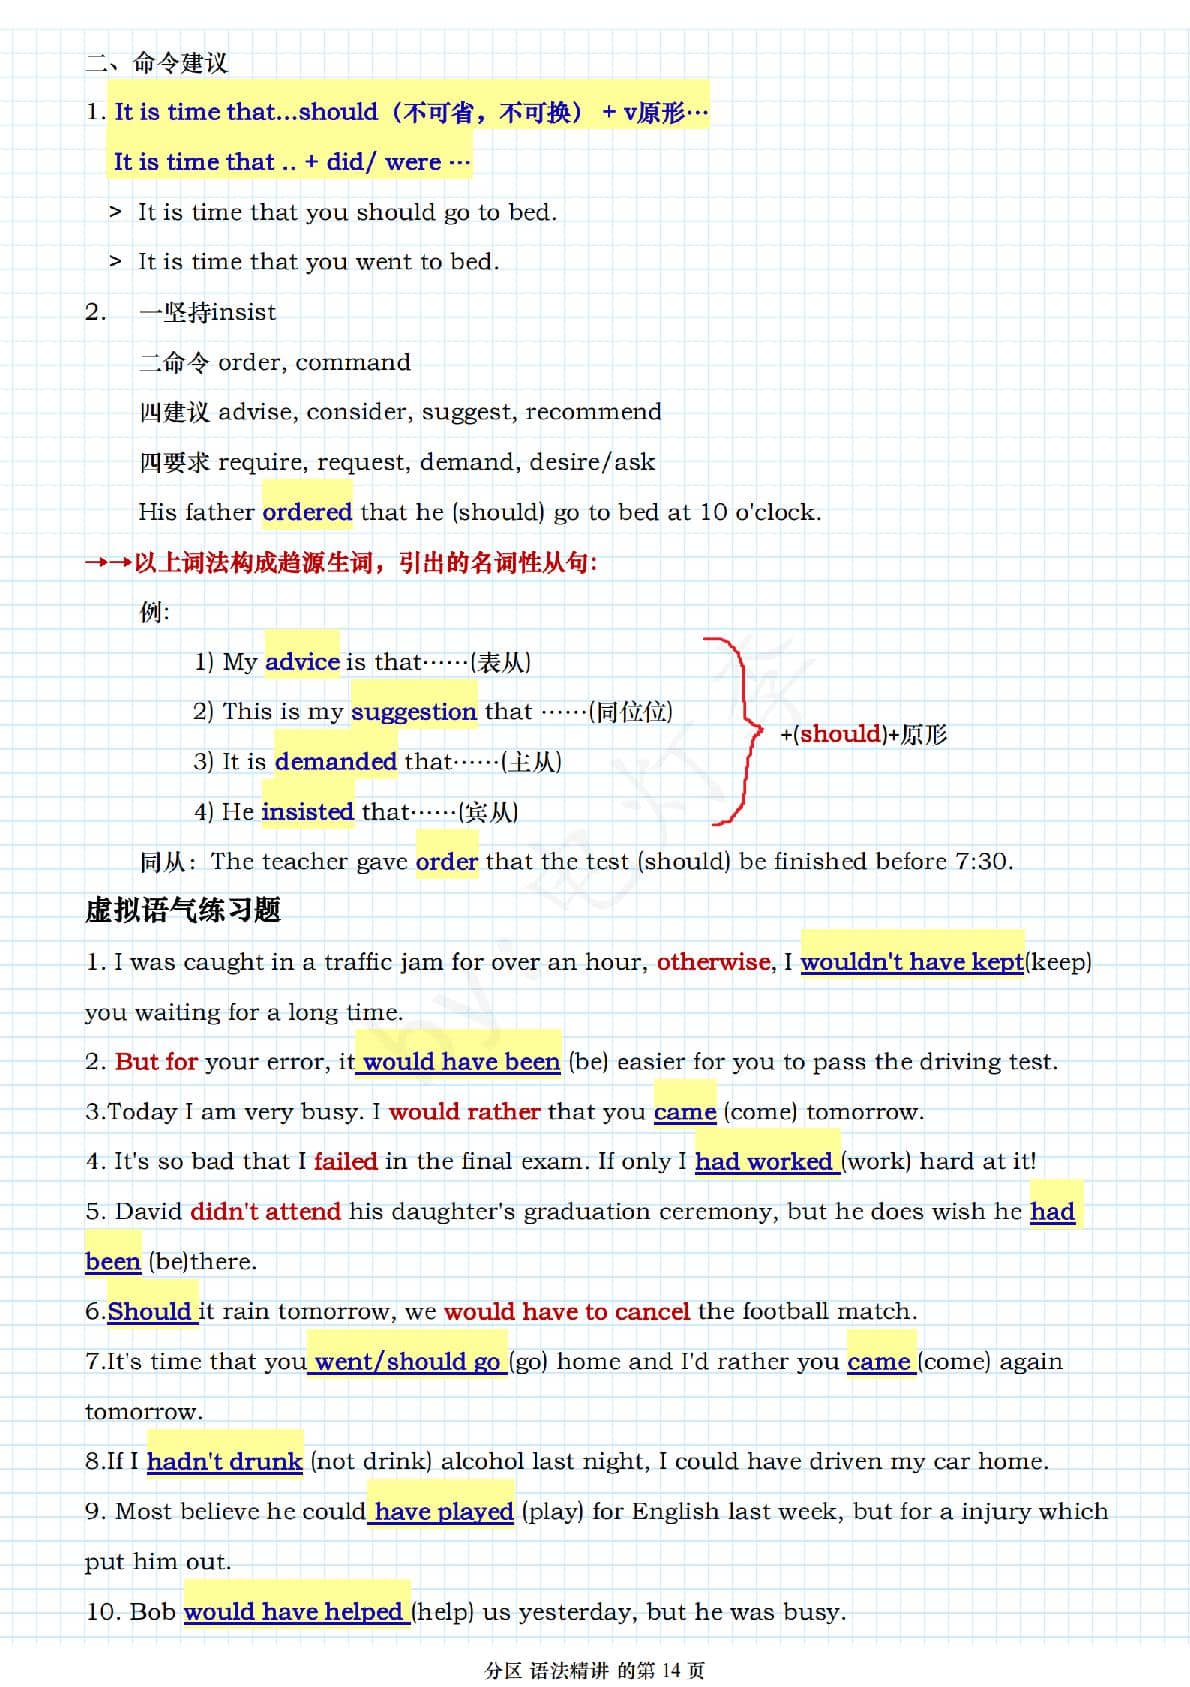 二、命令建议
1. It is time that...should（不可省，不可换） + v原形···
It is time that .. + did/ were ···
> It is time that you should go to bed.
> It is time that you went to bed.
2. 一坚持insist
二命令 order, command
四建议 advise, consider, suggest, recommend
四要求 require, request, demand, desire/ask
His father ordered that he (should) go to bed at 10 o'clock.
→→以上词法构成趋源生词，引出的名词性从句:
例:
1) My advice is that······(表从)
2) This is my suggestion that ······(同位位)
3) It is demanded that······(主从)
4) He insisted that······(宾从)
+(should)+原形
同从：The teacher gave order that the test (should) be finished before 7:30.
虚拟语气练习题
1. I was caught in a traffic jam for over an hour, otherwise, I wouldn't have kept(keep)
you waiting for a long time.
2. But for your error, it would have been (be) easier for you to pass the driving test.
3.Today I am very busy. I would rather that you came (come) tomorrow.
4. It's so bad that I failed in the final exam. If only I had worked (work) hard at it!
5. David didn't attend his daughter's graduation ceremony, but he does wish he had
been (be)there.
6.Should it rain tomorrow, we would have to cancel the football match.
7.It's time that you went/should go (go) home and I'd rather you came (come) again
tomorrow.
8.If I hadn't drunk (not drink) alcohol last night, I could have driven my car home.
9. Most believe he could have played (play) for English last week, but for a injury which
put him out.
10. Bob would have helped (help) us yesterday, but he was busy.
分区 语法精讲 的第 14 页